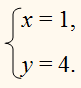 x = 1,
y = 4.